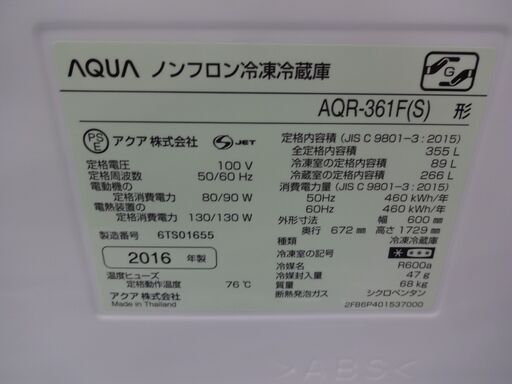 AQUA ノンフロン冷凍冷蔵庫
G
AQR-361F(S) 形
PS E アクア株式会社 S JET
定格電圧 100 V
定格周波数 50/60 Hz
電動機の
定格消費電力 80/90 W
電熱装置の
定格消費電力 130/130 W
製造番号 6TS01655
2016 年製
温度ヒューズ
定格動作温度 76℃
アクア株式会社
Made in Thailand
定格内容積 (JIS C 9801-3 : 2015)
全定格内容積 355 L
冷凍室の定格内容積 89 L
冷蔵室の定格内容積 266 L
消費電力量 (JIS C 9801-3 : 2015)
50Hz 460 kWh/年
60Hz 460 kWh/年
外形寸法 幅 600 ㎜
奥行 672 ㎜ 高さ 1729 ㎜
種類 冷凍冷蔵庫
冷凍室の記号
冷媒名 R600a
冷媒封入量 47 g
質量 68 kg
断熱発泡ガス シクロペンタン
2FB6P401537000
>ABS<